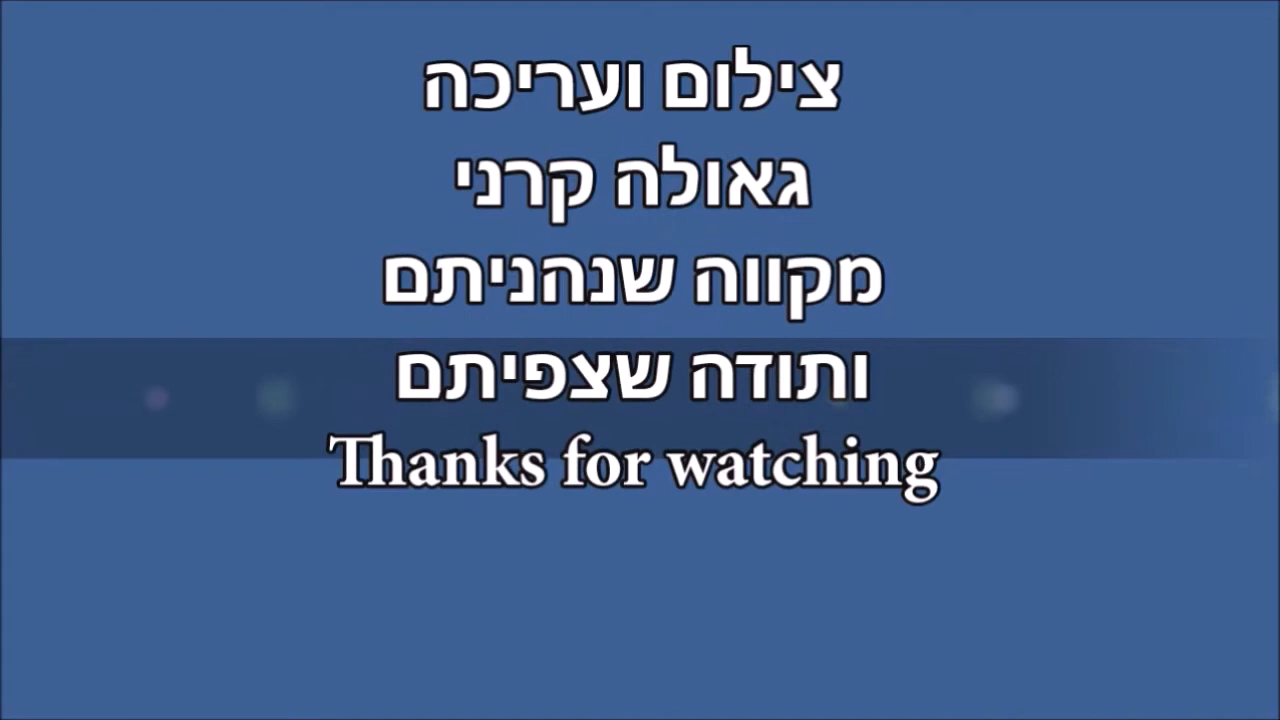 צילום ועריכה
גאולה קרני
מקווה שנהניתם
ותודה שצפיתם
Thanks for watching